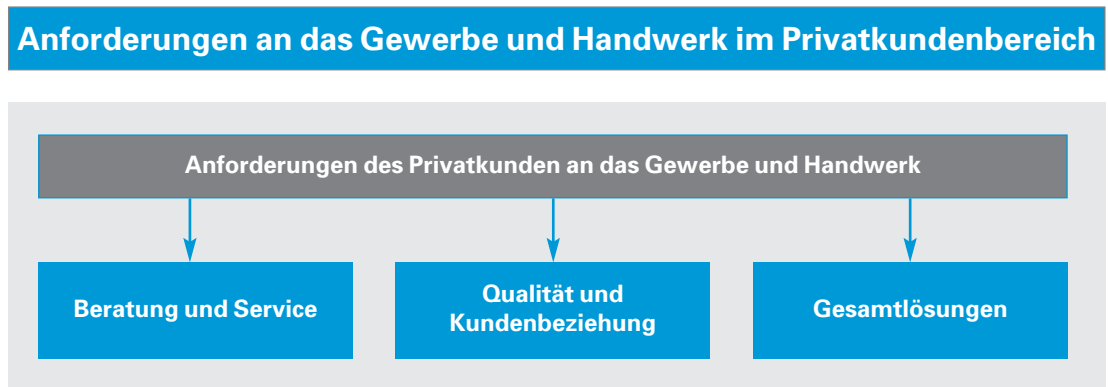 Anforderungen an das Gewerbe und Handwerk im Privatkundenbereich
Anforderungen des Privatkunden an das Gewerbe und Handwerk
Beratung und Service
Qualität und
Kundenbeziehung
Gesamtlösungen